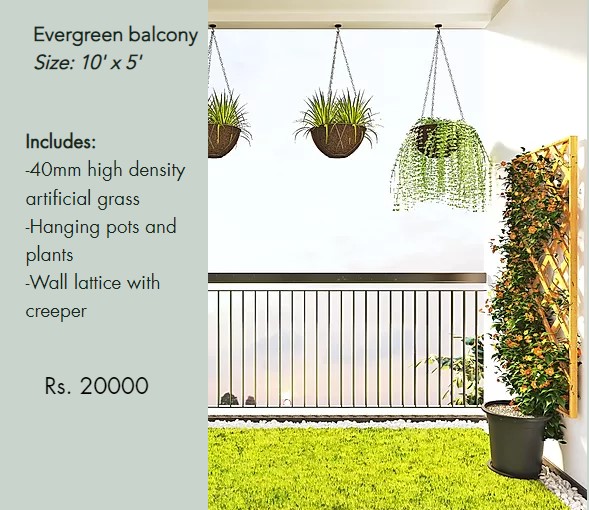 Evergreen balcony
Size: 10' x 5'
Includes:
-40mm high density
artificial grass
-Hanging pots and
plants
-Wall lattice with
creeper
Rs. 20000